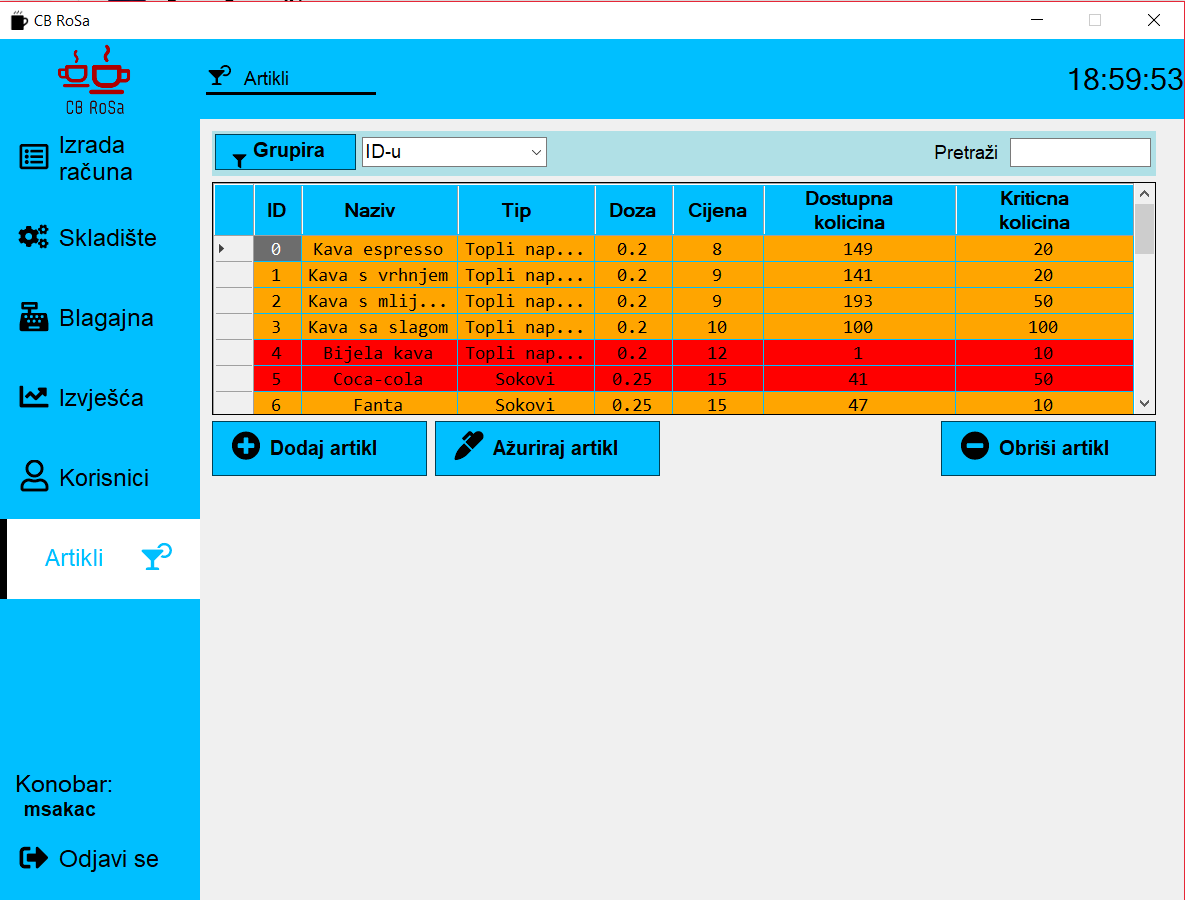 CB RoSa
CB RoSa
Artikli
18:59:53
Izrada
računa
Skladište
Blagajna
Izvješća
Korisnici
Artikli
Konobar:
msakac
Odjavi se
Grupira ID-u Pretraži
ID Naziv Tip Doza Cijena Dostupna kolicina Kriticna kolicina
0 Kava espresso Topli nap... 0.2 8 149 20
1 Kava s vrhnjem Topli nap... 0.2 9 141 20
2 Kava s mlij... Topli nap... 0.2 9 193 50
3 Kava sa slagom Topli nap... 0.2 10 100 100
4 Bijela kava Topli nap... 0.2 12 1 10
5 Coca-cola Sokovi 0.25 15 41 50
6 Fanta Sokovi 0.25 15 47 10
Dodaj artikl Ažuriraj artikl Obriši artikl